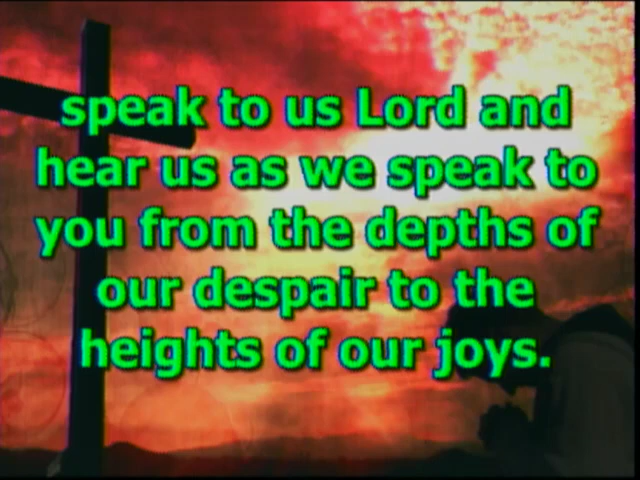 speak to us Lord and
hear us as we speak to
you from the depths of
our despair to the
heights of our joys.